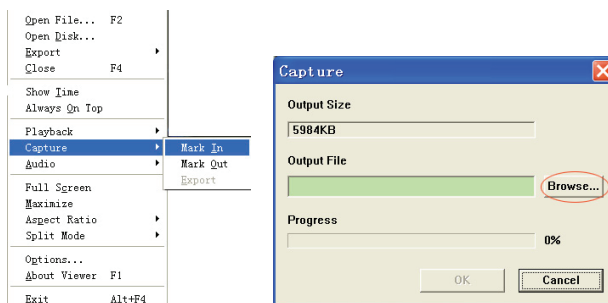 Open File... F2
Open Disk...
Export
Close F4
Show Time
Always On Top
Playback
Capture
Audio
Full Screen
Maximize
Aspect Ratio
Split Mode
Options...
About Viewer F1
Exit Alt+F4
Mark In
Mark Out
Export
Capture
Output Size
5984KB
Output File
Browse...
Progress
0%
OK Cancel